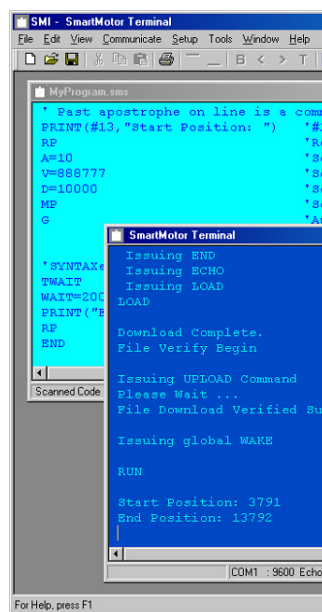 SMI - SmartMotor Terminal
File Edit View Communicate Setup Tools Window Help
B < > T
MyProgram.sms
' Past apostrophe on line is a com
PRINT(#13,"Start Position: ") '#
RP 'R
A=10 'S
V=888777 'S
D=10000 'S
MP 'S
G 'A
'SYNTAX
TWAIT
WAIT=200
PRINT("E
RP
END
Scanned Code
SmartMotor Terminal
Issuing END
Issuing ECHO
Issuing LOAD
LOAD
Download Complete.
File Verify Begin
Issuing UPLOAD Command
Please Wait ...
File Download Verified Su
Issuing global WAKE
RUN
Start Position: 3791
End Position: 13792
COM1 : 9600 Echo
For Help, press F1